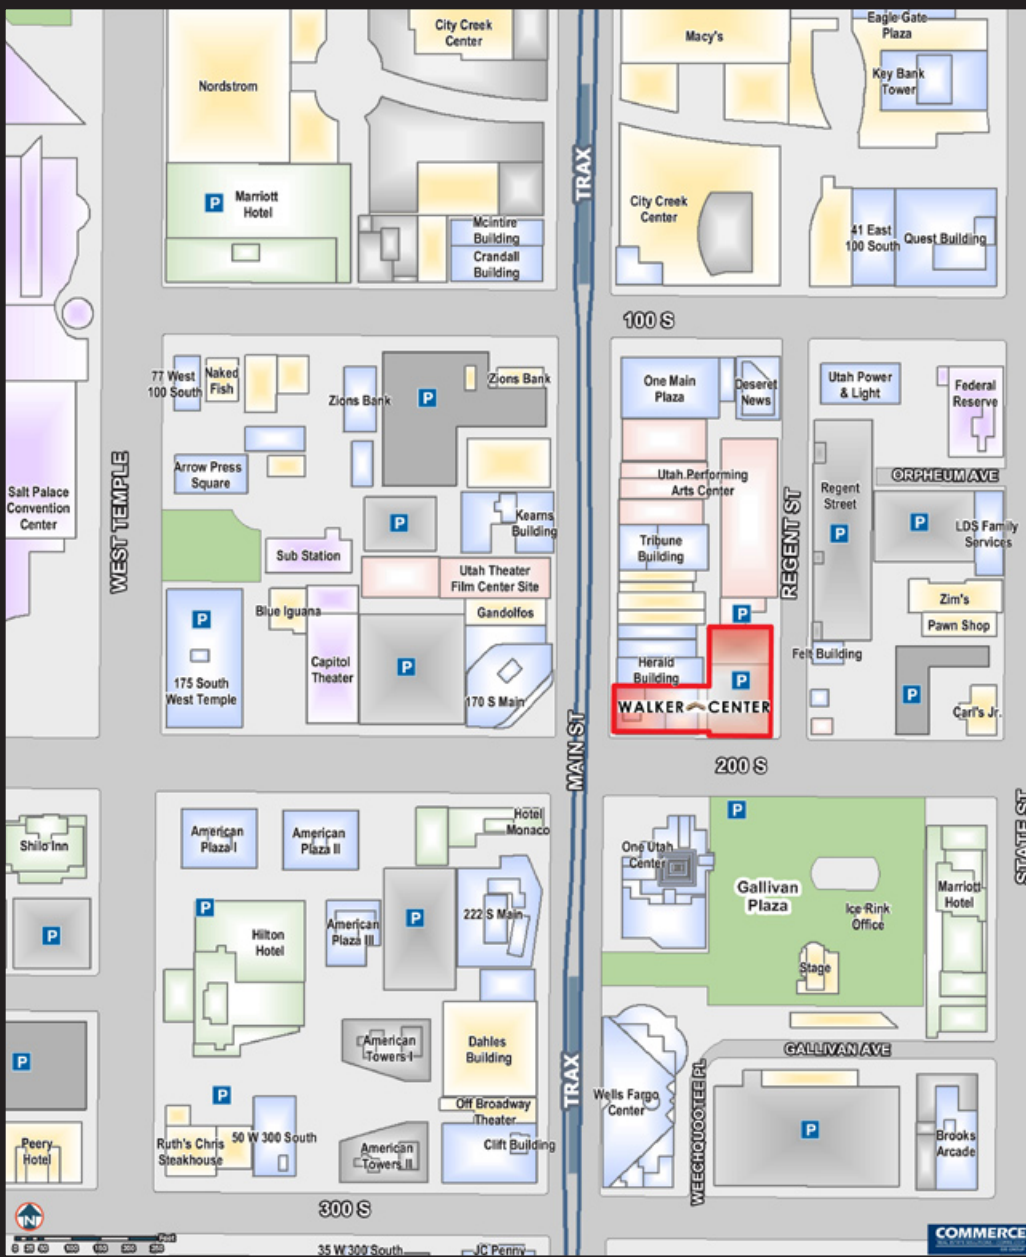 City Creek
Center
Nordstrom
Macy's
Eagle Gate
Plaza
Key Bank
Tower
P
Marriott
Hotel
TRAX
Mcintire
Building
Crandall
Building
City Creek
Center
41 East
100 South
Quest Building
100 S
77 West
100 South
Naked
Fish
Zions Bank
P
Zions Bank
One Main
Plaza
Deseret
News
Utah Power
& Light
Federal
Reserve
Arrow Press
Square
WEST TEMPLE
Salt Palace
Convention
Center
Utah Performing
Arts Center
ORPHEUM AVE
Regent
Street
P
P
LDS Family
Services
REGENT ST
P
Kearns
Building
Sub Station
Tribune
Building
Utah Theater
Film Center Site
Gandolfos
Zim's
Pawn Shop
P
Blue Iguana
P
Capitol
Theater
P
175 South
West Temple
170 S Main
Herald
Building
P
Felt Building
P
Carl's Jr.
WALKER CENTER
MAIN ST
200 S
STATE ST
Shilo Inn
American
Plaza I
American
Plaza II
Hotel
Monaco
One Utah
Center
P
Gallivan
Plaza
Ice Rink
Office
Marriott
Hotel
P
P
Hilton
Hotel
American
Plaza III
P
222 S Main
Stage
P
American
Towers I
Dahles
Building
GALLIVAN AVE
TRAX
Wells Fargo
Center
WEECHQUOOTEE PL
P
P
Off Broadway
Theater
Clift Building
Peery
Hotel
Ruth's Chris
Steakhouse
50 W 300 South
American
Towers II
Brooks
Arcade
300 S
N
Feet
0 25 50 100 150 200 250
35 W 300 South
JC Penny
COMMERCE